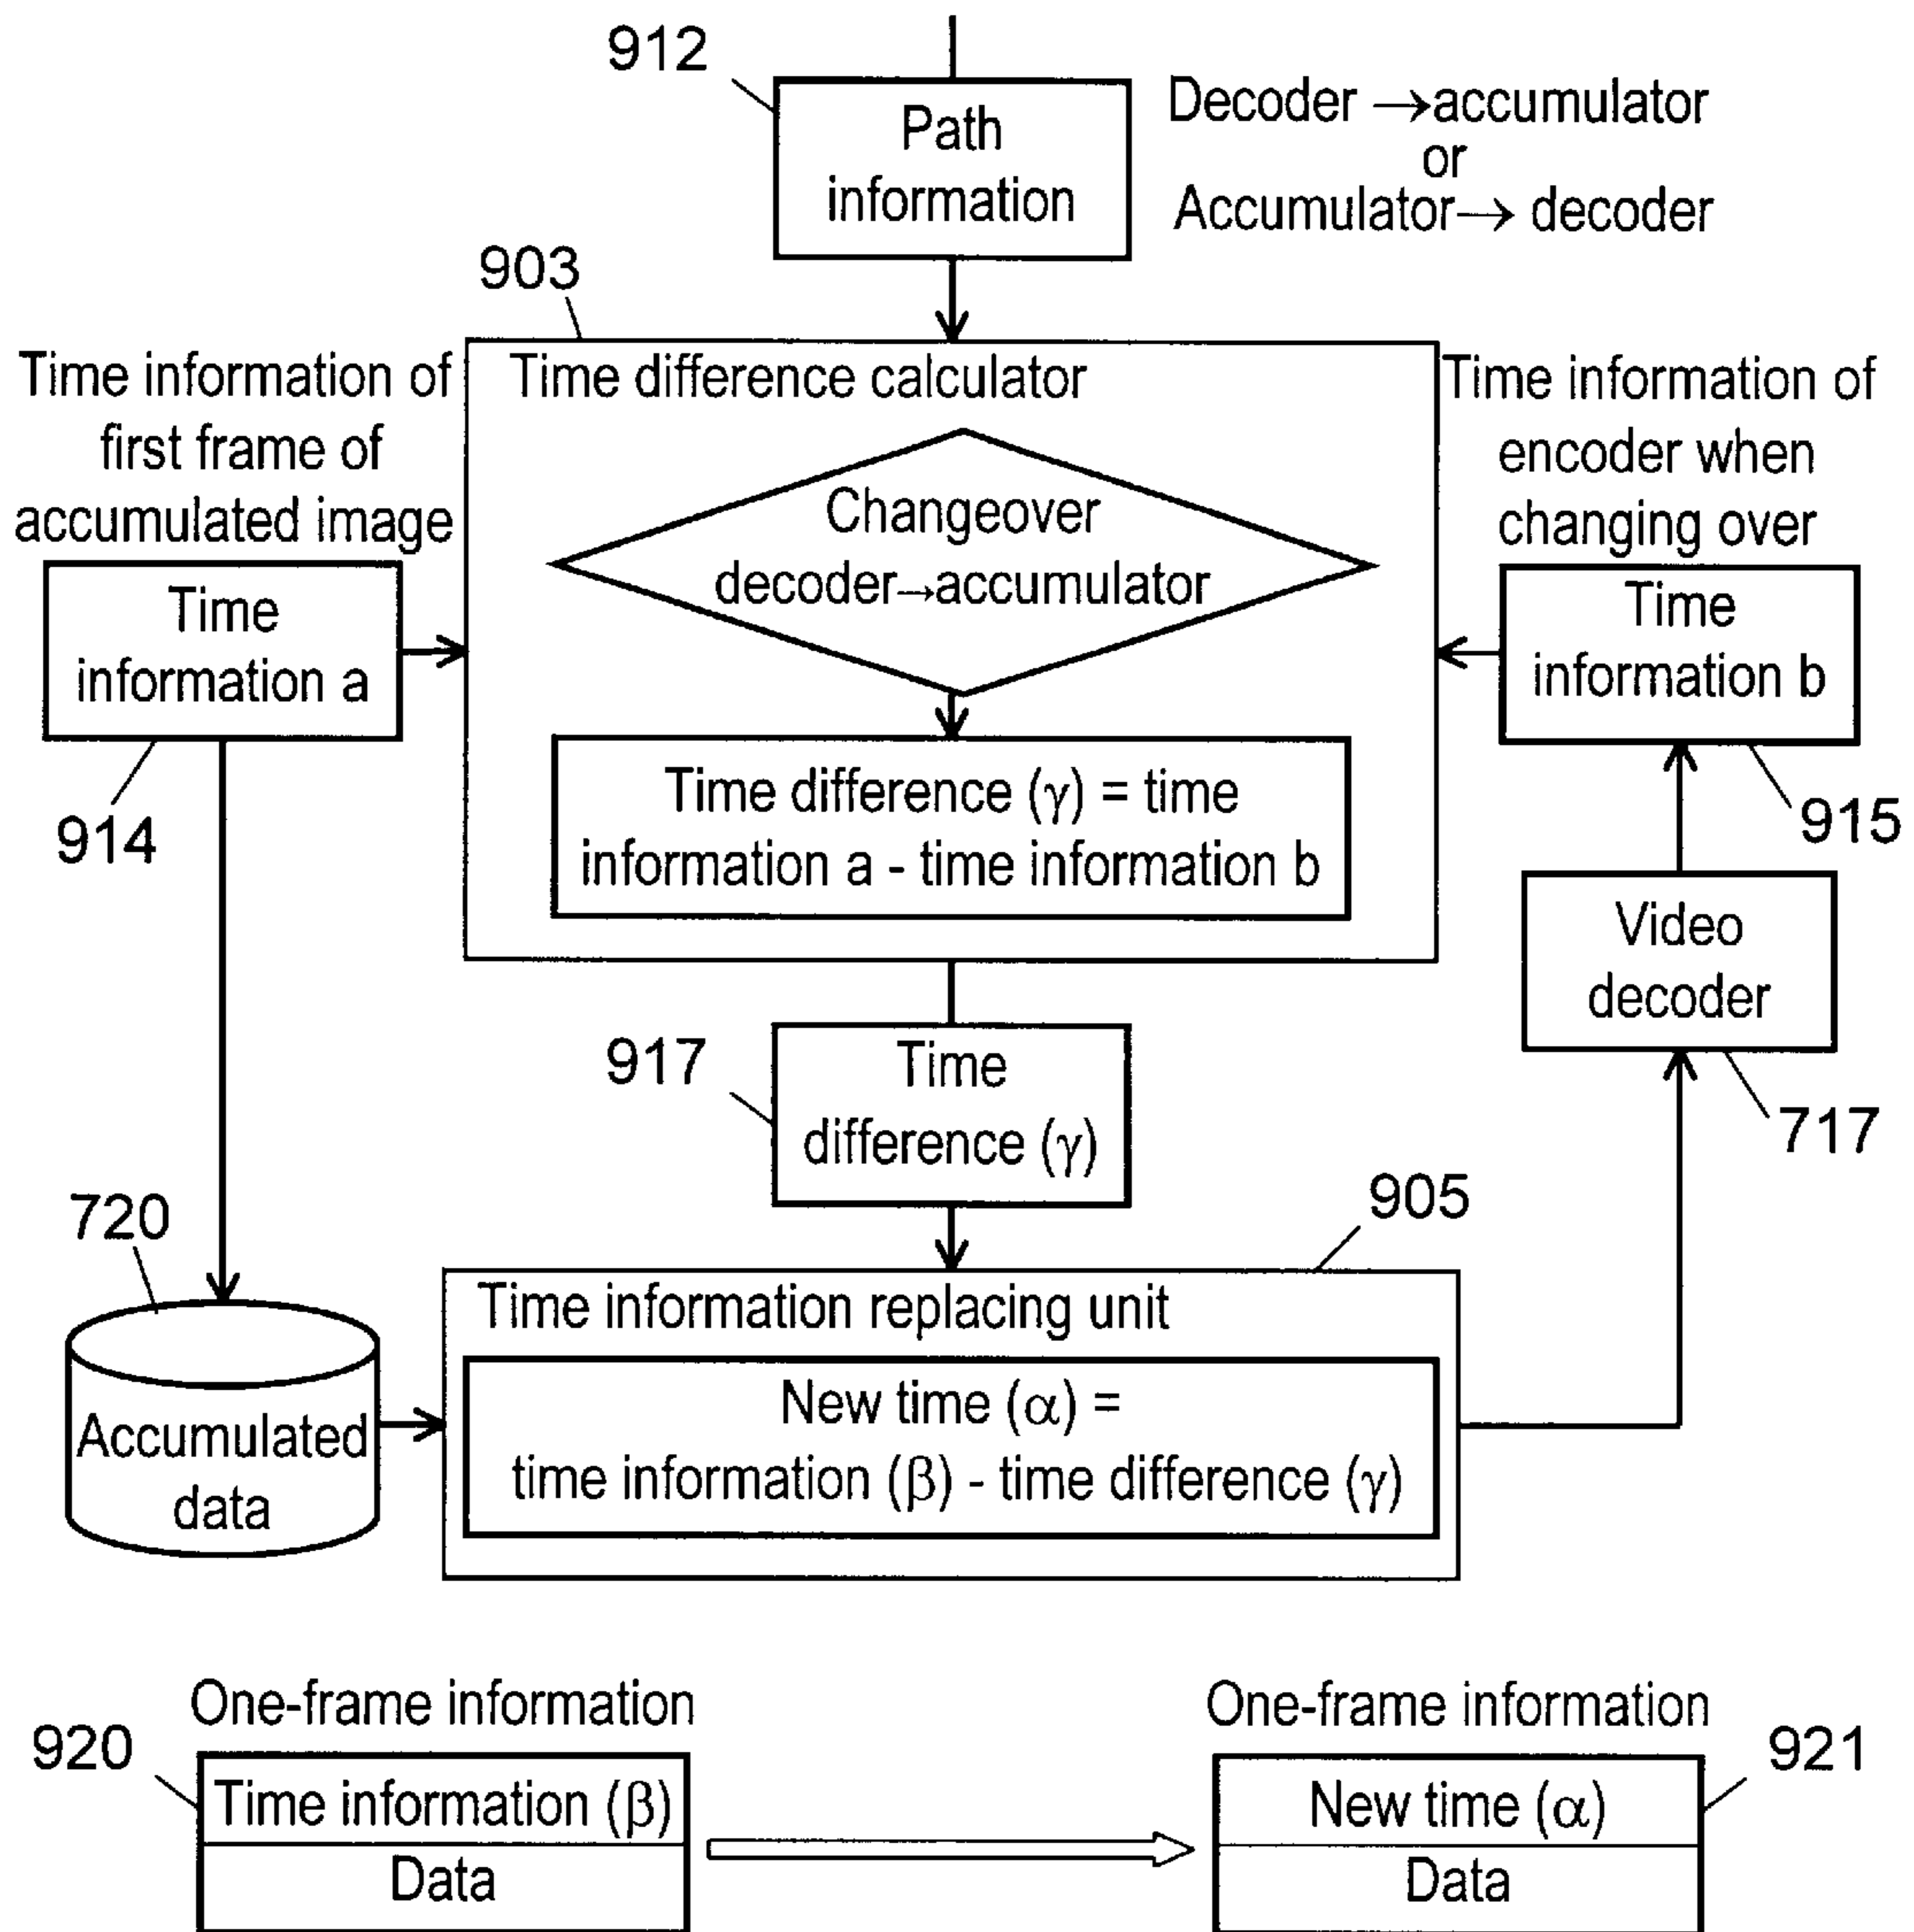 912
Path
information
Decoder →accumulator
or
Accumulator→ decoder
903
Time information of
first frame of
accumulated image
Time difference calculator
Time information of
encoder when
changing over
Changeover
decoder→accumulator
Time
information a
Time
information b
914
915
Time difference (γ) = time
information a - time information b
Video
decoder
717
917
Time
difference (γ)
720
905
Accumulated
data
Time information replacing unit
New time (α) =
time information (β) - time difference (γ)
One-frame information
920
Time information (β)
Data
One-frame information
921
New time (α)
Data